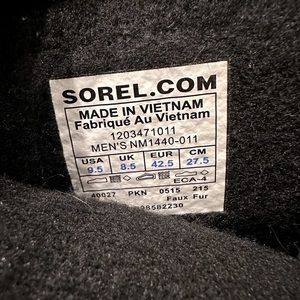 SOREL.COM
MADE IN VIETNAM
Fabriqué Au Vietnam
1203471011
MEN'S NM1440-011
USA UK EUR CM
9.5 8.5 42.5 27.5
ECA-4
40027 PKN 0515 215
Faux Fur